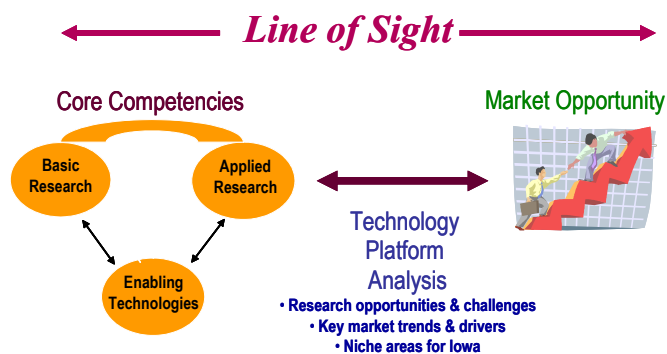 Line of Sight
Core Competencies
Market Opportunity
Basic
Research
Applied
Research
Enabling
Technologies
Technology
Platform
Analysis
• Research opportunities & challenges
• Key market trends & drivers
• Niche areas for Iowa